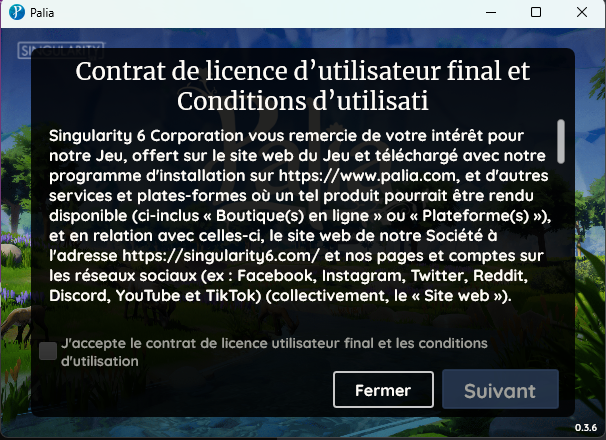 Palia
SINGULARITY
Contrat de licence d’utilisateur final et
Conditions d’utilisati
Singularity 6 Corporation vous remercie de votre intérêt pour
notre Jeu, offert sur le site web du Jeu et téléchargé avec notre
programme d'installation sur https://www.palia.com, et d'autres
services et plates-formes où un tel produit pourrait être rendu
disponible (ci-inclus « Boutique(s) en ligne » ou « Plateforme(s) »),
et en relation avec celles-ci, le site web de notre Société à
l'adresse https://singularity6.com/ et nos pages et comptes sur
les réseaux sociaux (ex : Facebook, Instagram, Twitter, Reddit,
Discord, YouTube et TikTok) (collectivement, le « Site web »).
J'accepte le contrat de licence utilisateur final et les conditions
d'utilisation
Fermer
Suivant
0.3.6